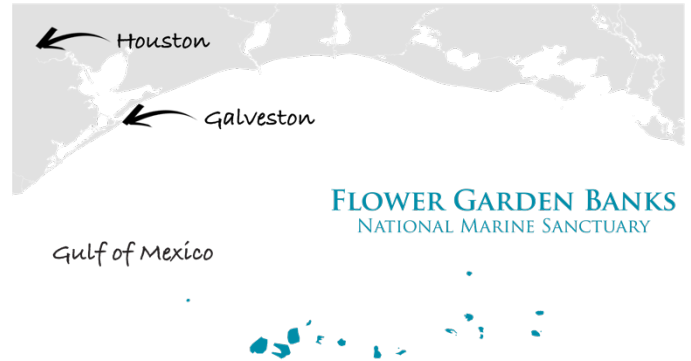 Houston
Galveston
FLOWER GARDEN BANKS
NATIONAL MARINE SANCTUARY
Gulf of Mexico